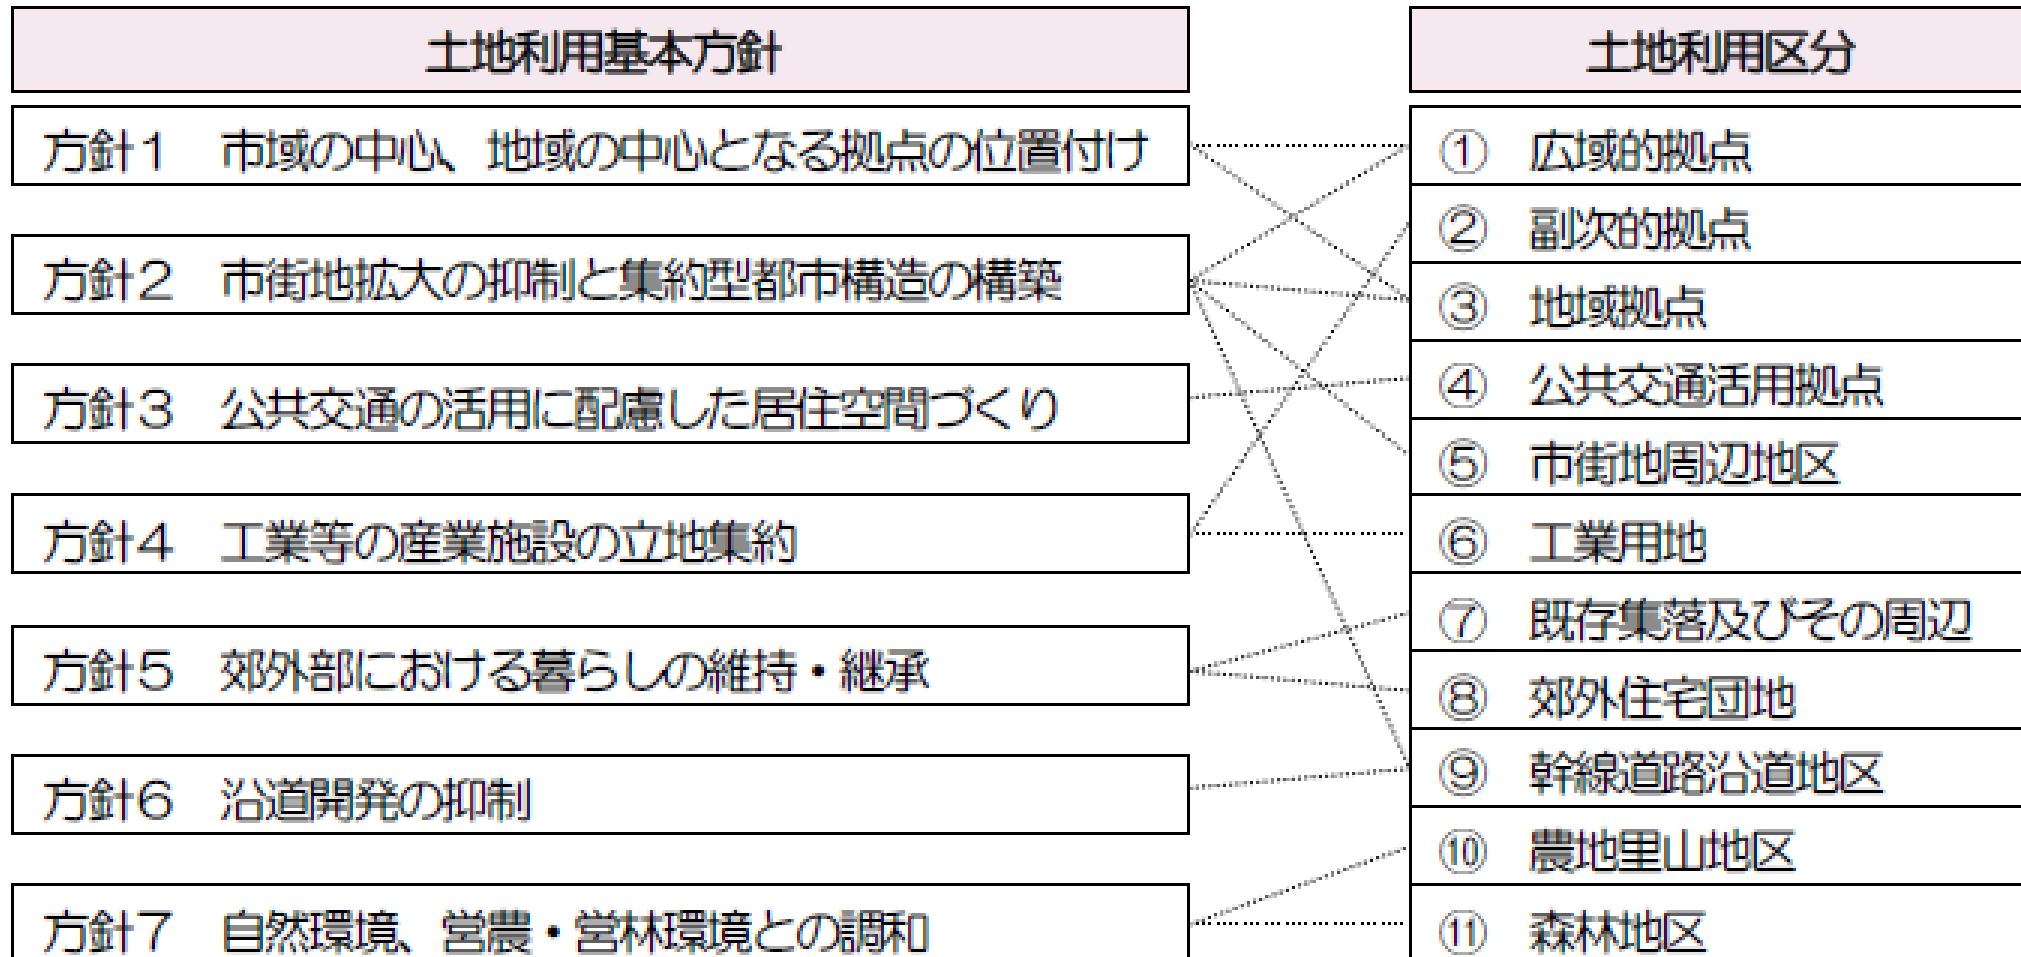 土地利用基本方針
方針１　市域の中心、地域の中心となる拠点の位置付け
方針２　市街地拡大の抑制と集約型都市構造の構築
方針３　公共交通の活用に配慮した居住空間づくり
方針４　工業等の産業施設の立地集約
方針５　郊外部における暮らしの維持・継承
方針６　沿道開発の抑制
方針７　自然環境、営農・営林環境との調和
土地利用区分
①　広域的拠点
②　副次的拠点
③　地域拠点
④　公共交通活用拠点
⑤　市街地周辺地区
⑥　工業用地
⑦　既存集落及びその周辺
⑧　郊外住宅団地
⑨　幹線道路沿道地区
⑩　農地里山地区
⑪　森林地区